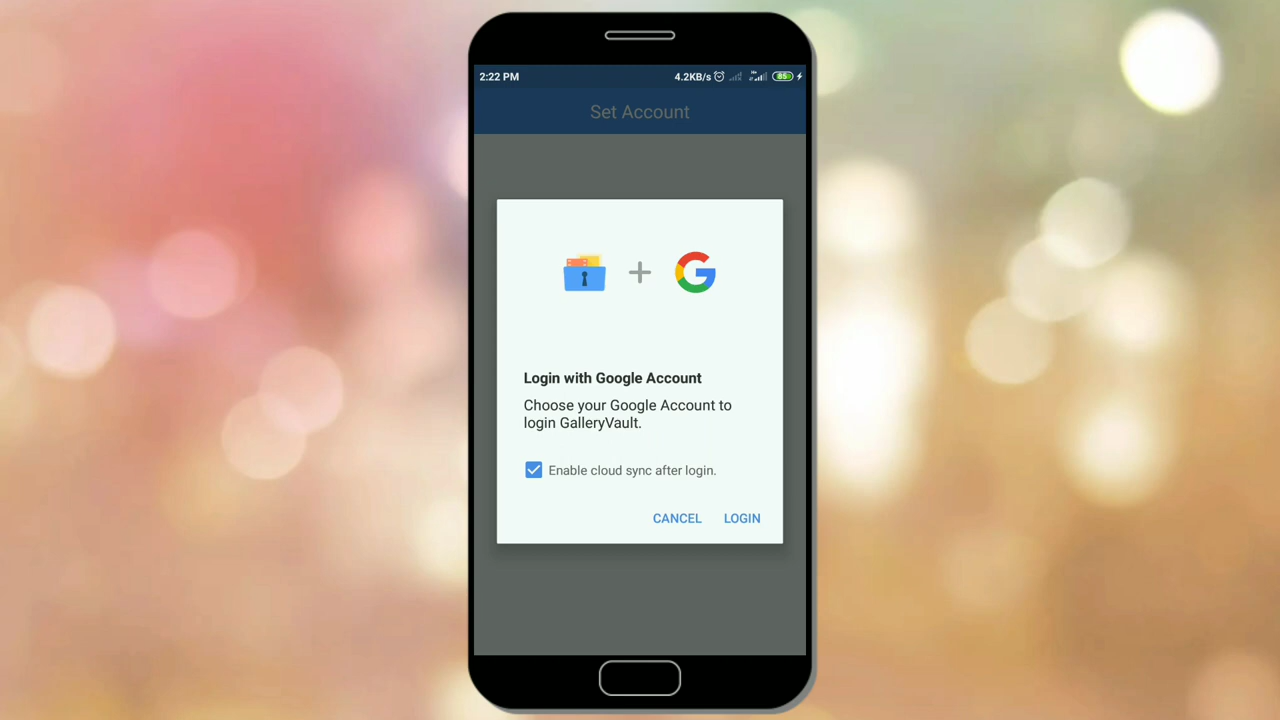 2:22 PM 4.2KB/s 85
Set Account
Login with Google Account
Choose your Google Account to
login GalleryVault.
Enable cloud sync after login.
CANCEL LOGIN